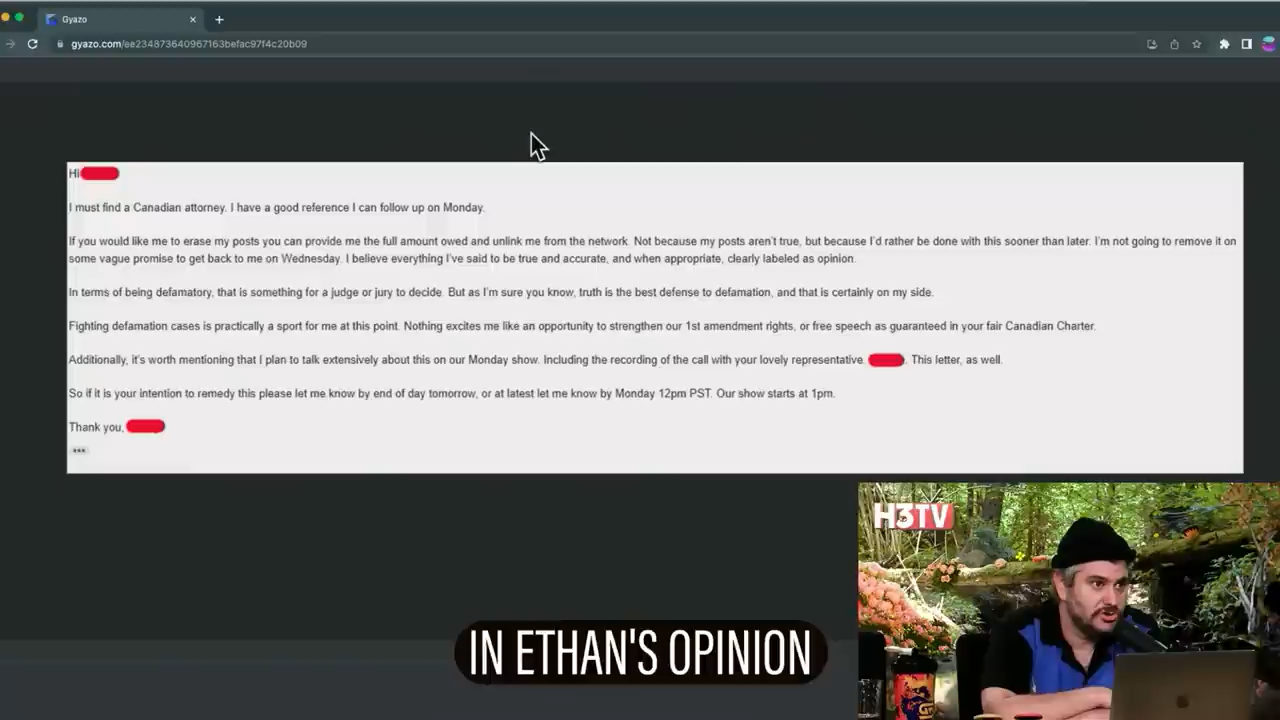 Gyazo
gyazo.com/ee234873640967163befac97f4c20b09
Hi
I must find a Canadian attorney. I have a good reference I can follow up on Monday.
If you would like me to erase my posts you can provide me the full amount owed and unlink me from the network. Not because my posts aren't true, but because I'd rather be done with this sooner than later. I'm not going to remove it on
some vague promise to get back to me on Wednesday. I believe everything I've said to be true and accurate, and when appropriate, clearly labeled as opinion.
In terms of being defamatory, that is something for a judge or jury to decide. But as I'm sure you know, truth is the best defense to defamation, and that is certainly on my side.
Fighting defamation cases is practically a sport for me at this point. Nothing excites me like an opportunity to strengthen our 1st amendment rights, or free speech as guaranteed in your fair Canadian Charter.
Additionally, it's worth mentioning that I plan to talk extensively about this on our Monday show. Including the recording of the call with your lovely representative. . This letter, as well.
So if it is your intention to remedy this please let me know by end of day tomorrow, or at latest let me know by Monday 12pm PST. Our show starts at 1pm.
Thank you,
H3TV
IN ETHAN'S OPINION